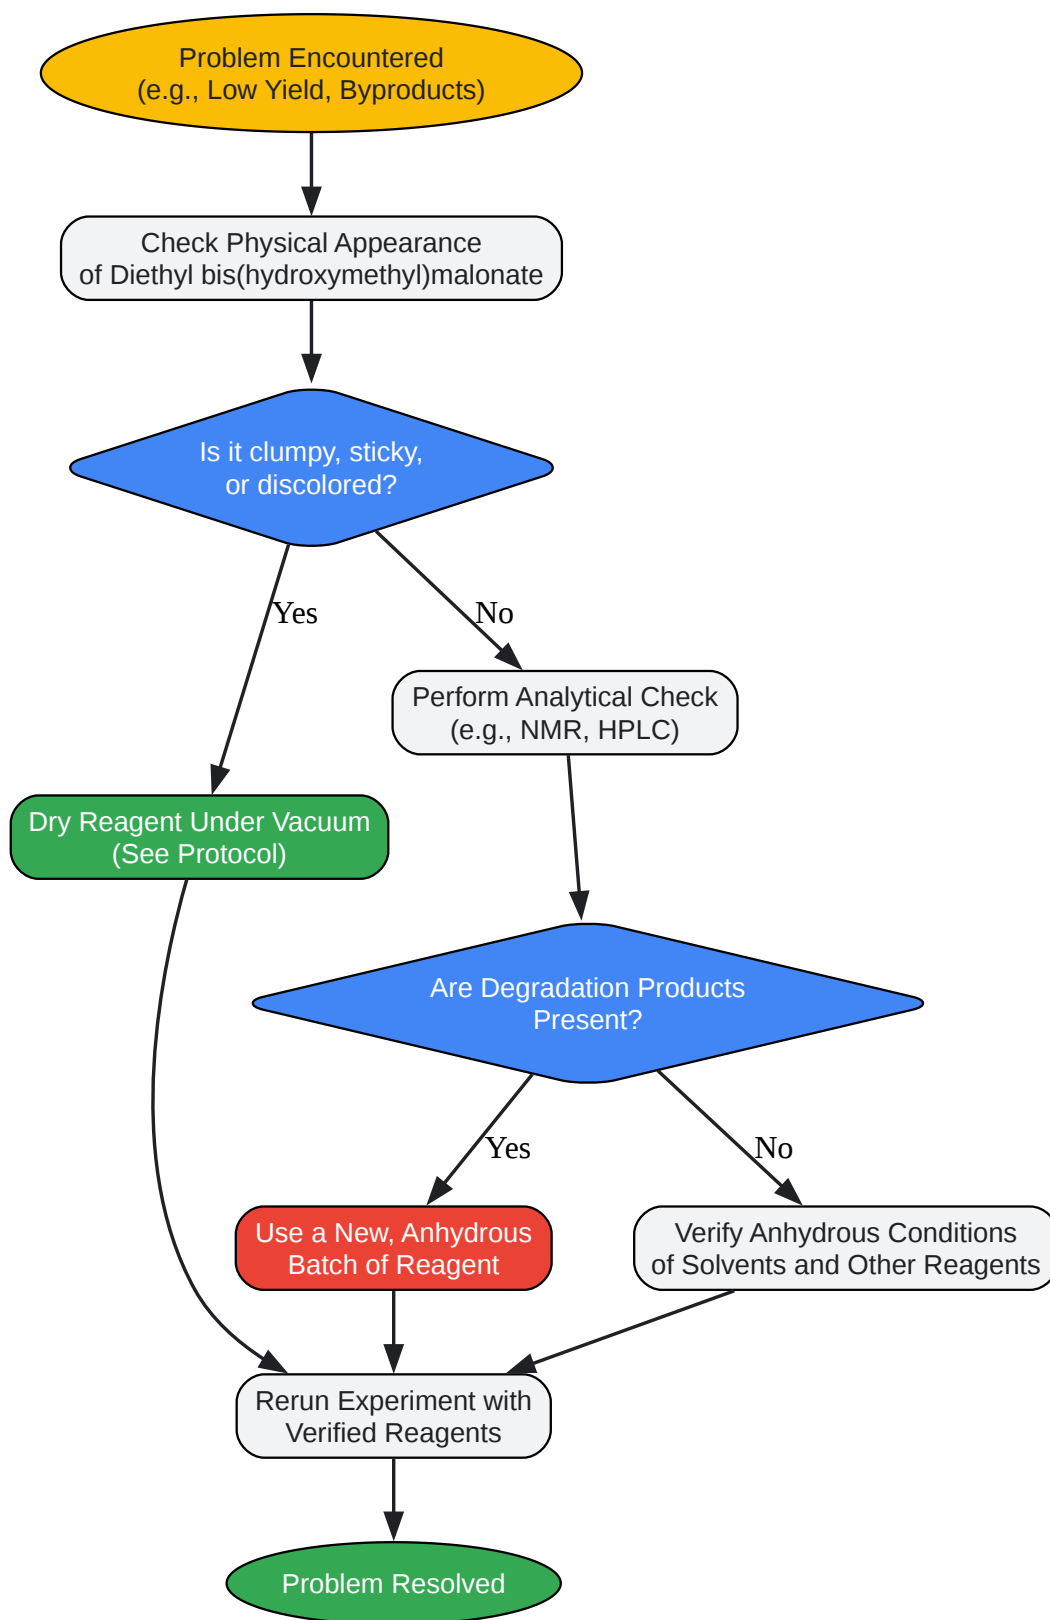 Problem Encountered
(e.g., Low Yield, Byproducts)
Check Physical Appearance
of Diethyl bis(hydroxymethyl)malonate
Is it clumpy, sticky,
or discolored?
Yes
No
Perform Analytical Check
(e.g., NMR, HPLC)
Dry Reagent Under Vacuum
(See Protocol)
Are Degradation Products
Present?
Yes
No
Use a New, Anhydrous
Batch of Reagent
Verify Anhydrous Conditions
of Solvents and Other Reagents
Rerun Experiment with
Verified Reagents
Problem Resolved